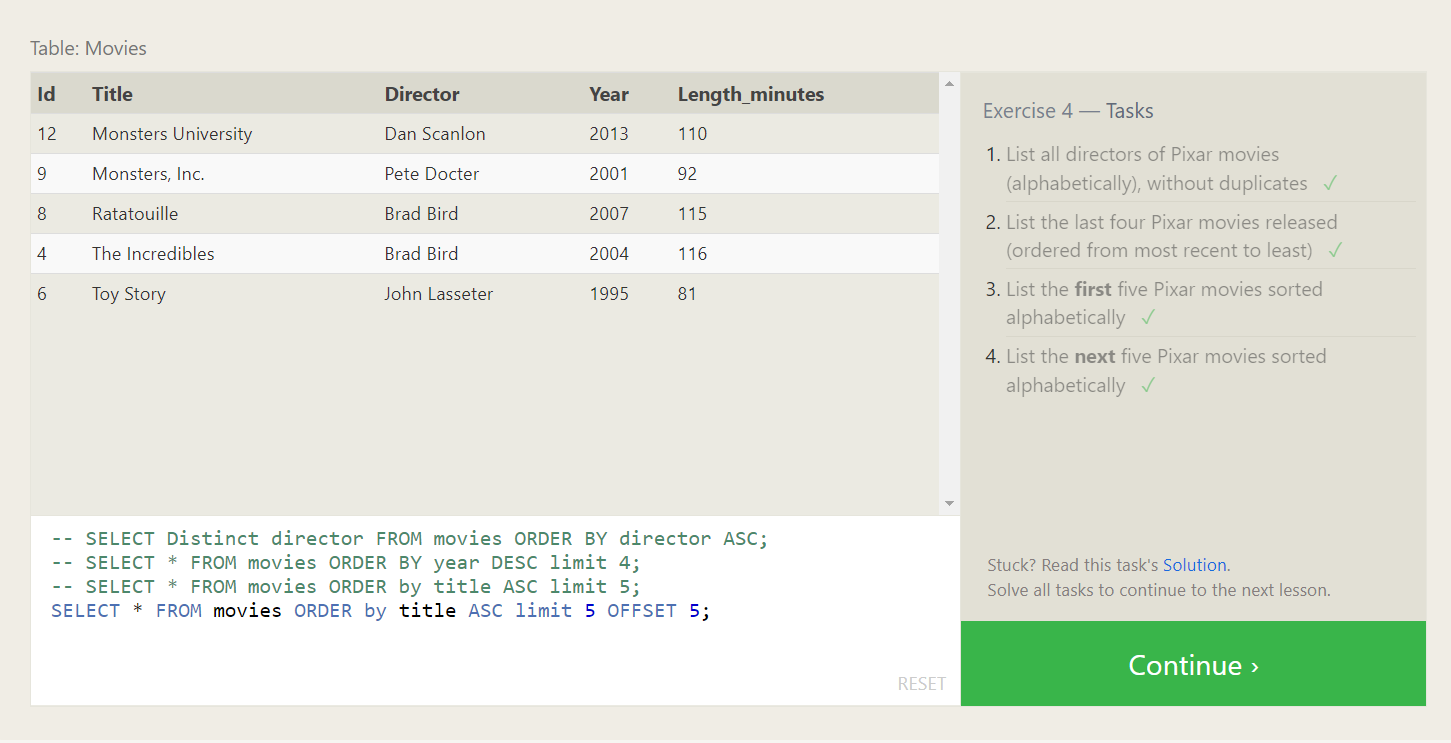 Table: Movies
Id Title Director Year Length_minutes
12 Monsters University Dan Scanlon 2013 110
9 Monsters, Inc. Pete Docter 2001 92
8 Ratatouille Brad Bird 2007 115
4 The Incredibles Brad Bird 2004 116
6 Toy Story John Lasseter 1995 81
-- SELECT Distinct director FROM movies ORDER BY director ASC;
-- SELECT * FROM movies ORDER BY year DESC limit 4;
-- SELECT * FROM movies ORDER by title ASC limit 5;
SELECT * FROM movies ORDER by title ASC limit 5 OFFSET 5;
RESET
Exercise 4 — Tasks
1. List all directors of Pixar movies
(alphabetically), without duplicates ✓
2. List the last four Pixar movies released
(ordered from most recent to least) ✓
3. List the first five Pixar movies sorted
alphabetically ✓
4. List the next five Pixar movies sorted
alphabetically ✓
Stuck? Read this task's Solution.
Solve all tasks to continue to the next lesson.
Continue ›